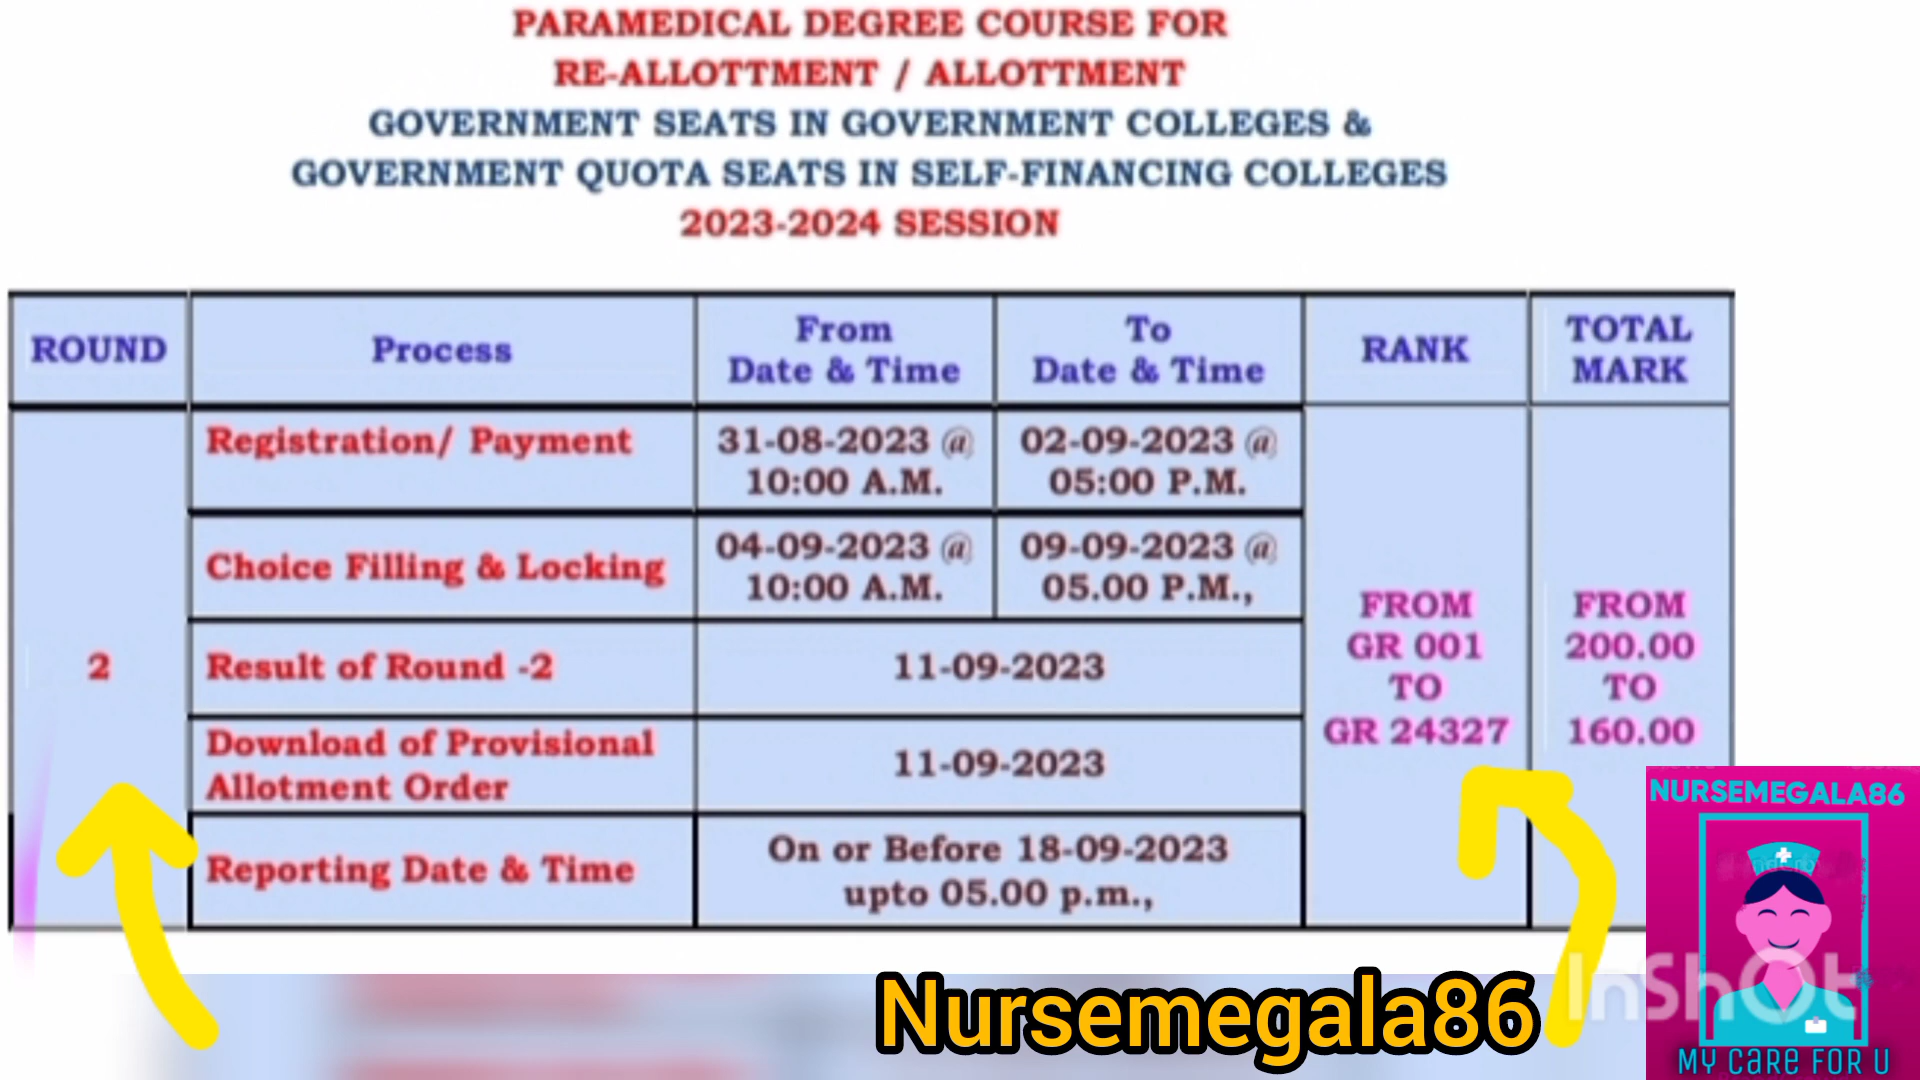 PARAMEDICAL DEGREE COURSE FOR
RE-ALLOTTMENT / ALLOTTMENT
GOVERNMENT SEATS IN GOVERNMENT COLLEGES &
GOVERNMENT QUOTA SEATS IN SELF-FINANCING COLLEGES
2023-2024 SESSION
ROUND
Process
From
Date & Time
To
Date & Time
RANK
TOTAL
MARK
2
Registration/ Payment
31-08-2023 @
10:00 A.M.
02-09-2023 @
05:00 P.M.
Choice Filling & Locking
04-09-2023 @
10:00 A.M.
09-09-2023 @
05.00 P.M.,
Result of Round -2
11-09-2023
Download of Provisional
Allotment Order
11-09-2023
Reporting Date & Time
On or Before 18-09-2023
upto 05.00 p.m.,
FROM
GR 001
TO
GR 24327
FROM
200.00
TO
160.00
NURSEMEGALA86
Nursemegala86
InShOt
MY CARE FOR U